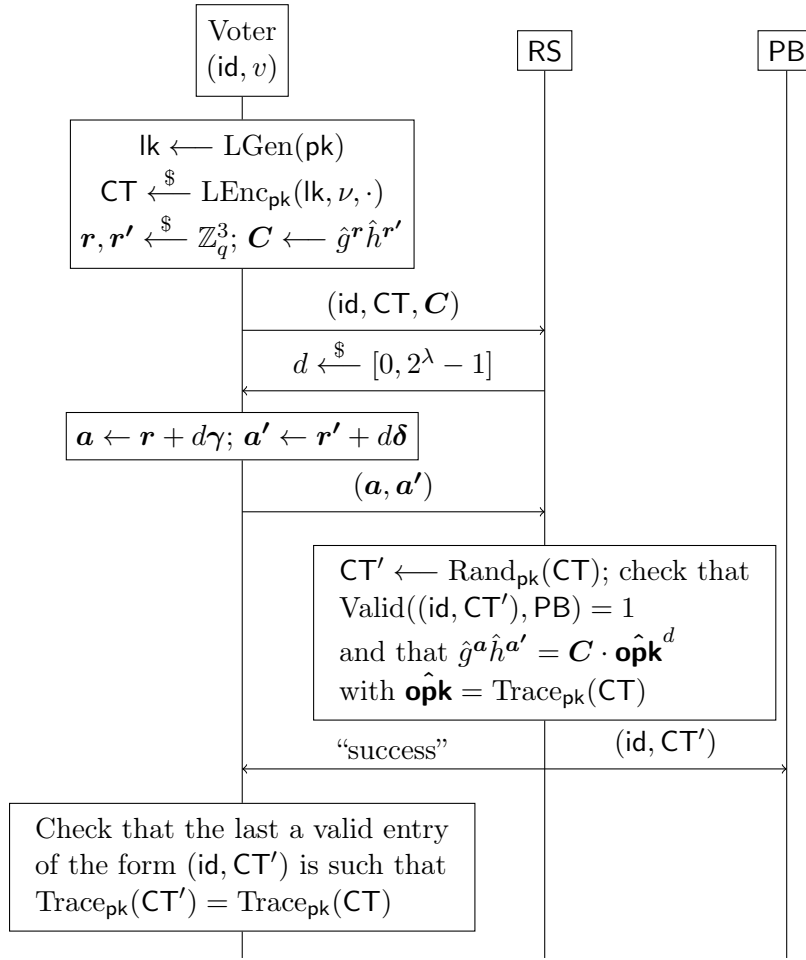 Voter
(id, v)
RS
PB
lk ⟵ LGen(pk)
CT ⟵$ LEnc_pk(lk, ν, ·)
r, r′ ⟵$ ℤ_q^3; C ⟵ ĝ^r ĥ^r′
(id, CT, C)
d ⟵$ [0, 2^λ − 1]
a ← r + dγ; a′ ← r′ + dδ
(a, a′)
CT′ ⟵ Rand_pk(CT); check that
Valid((id, CT′), PB) = 1
and that ĝ^a ĥ^a′ = C · op̂k^d
with op̂k = Trace_pk(CT)
“success”
(id, CT′)
Check that the last a valid entry
of the form (id, CT′) is such that
Trace_pk(CT′) = Trace_pk(CT)